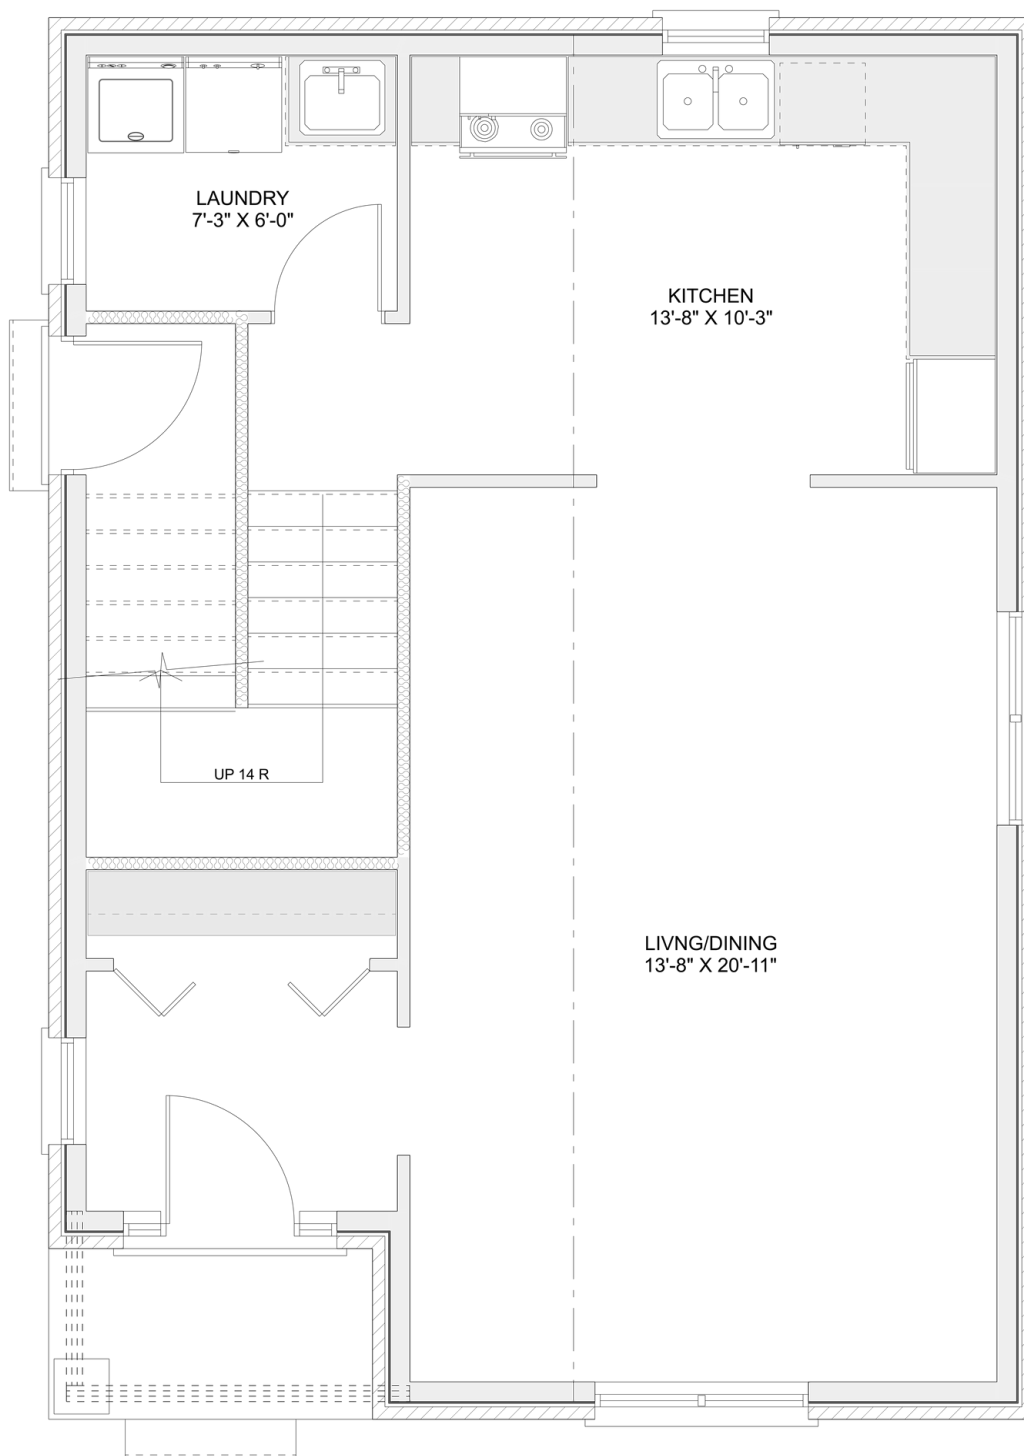 LAUNDRY
7'-3" X 6'-0"
KITCHEN
13'-8" X 10'-3"
UP 14 R
LIVNG/DINING
13'-8" X 20'-11"